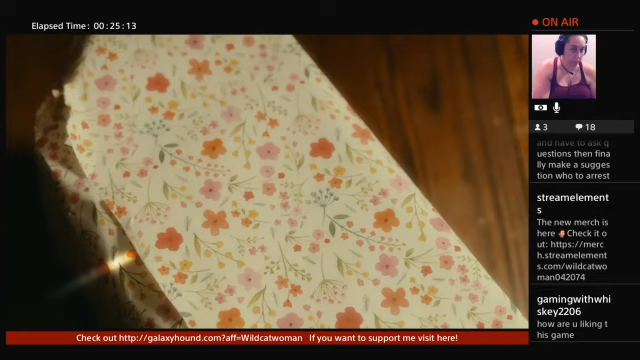 Elapsed Time: 00:25:13
ON AIR
3
18
and have to ask q
uestions then fina
lly make a sugges
tion who to arrest
streamelement
s
The new merch is
here Check it o
ut: https://merc
h.streamelement
s.com/wildcatwo
man042074
gamingwithwhi
skey2206
how are u liking t
his game
Check out http://galaxyhound.com?aff=Wildcatwoman If you want to support me visit here!